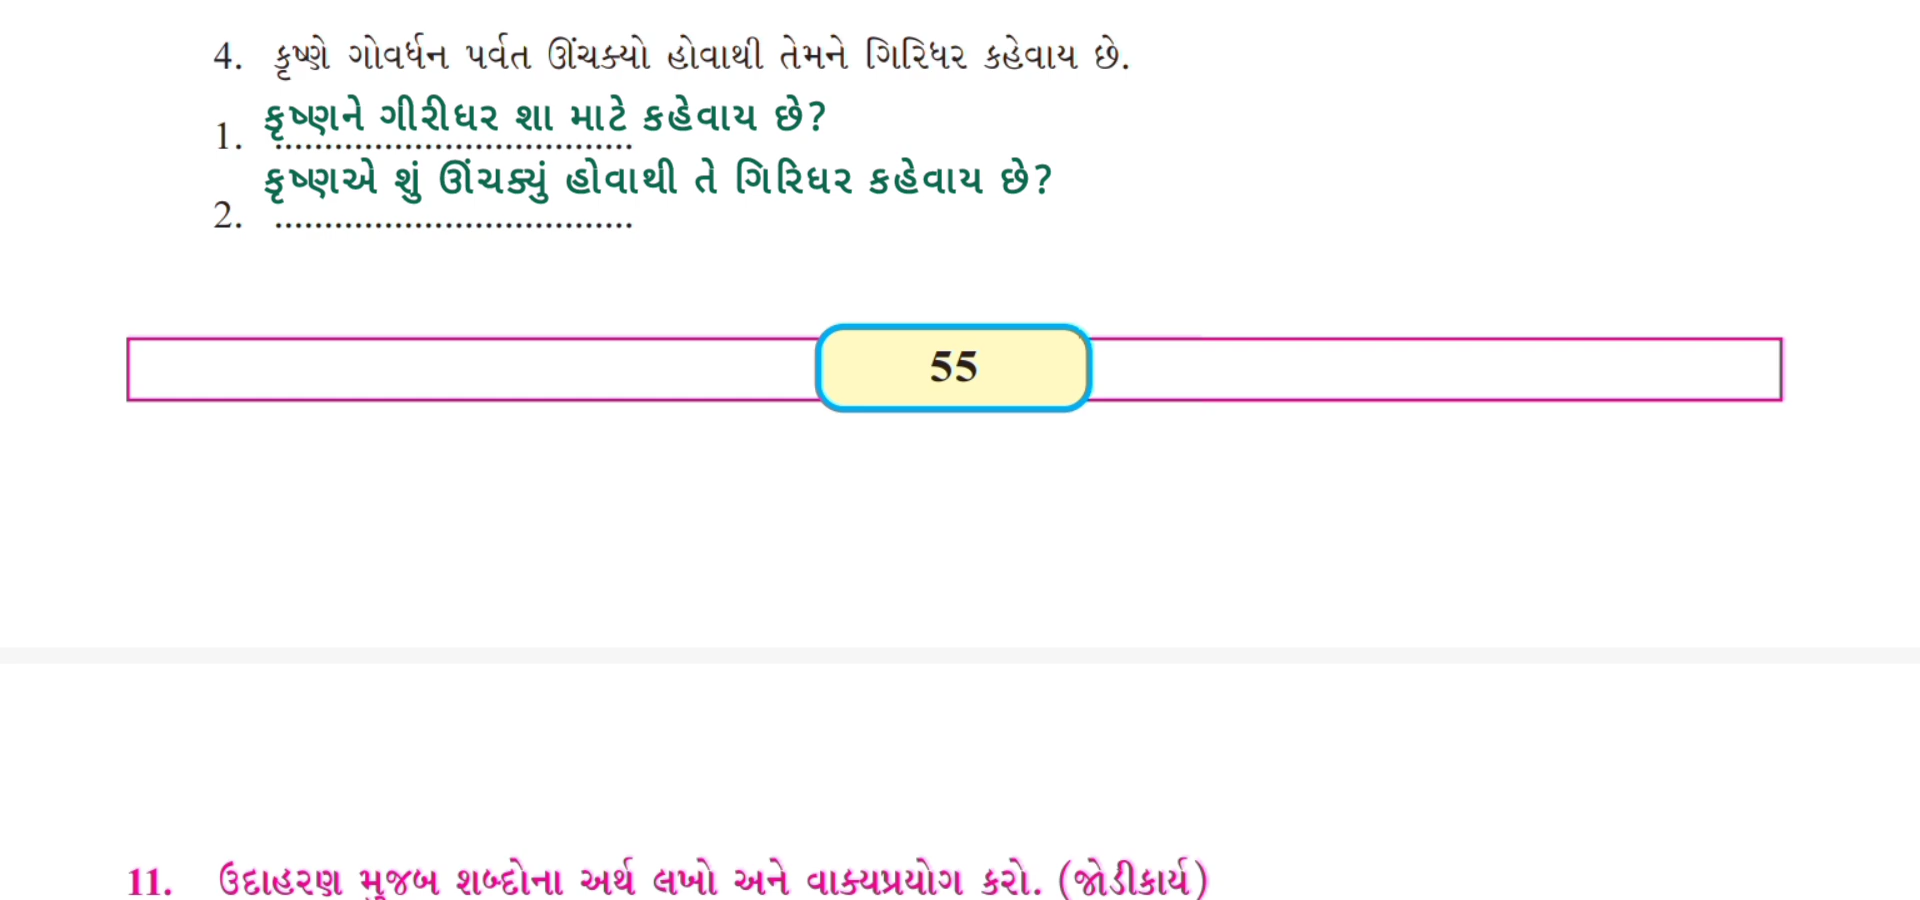 4. કૃષ્ણે ગોવર્ધન પર્વત ઊંચક્યો હોવાથી તેમને ગિરિધર કહેવાય છે.
1. કૃષ્ણને ગીરીધર શા માટે કહેવાય છે?
2. કૃષ્ણએ શું ઊંચક્યું હોવાથી તે ગિરિધર કહેવાય છે?
55
11. ઉદાહરણ મુજબ શબ્દોના અર્થ લખો અને વાક્યપ્રયોગ કરો. (જોડીકાર્ય)